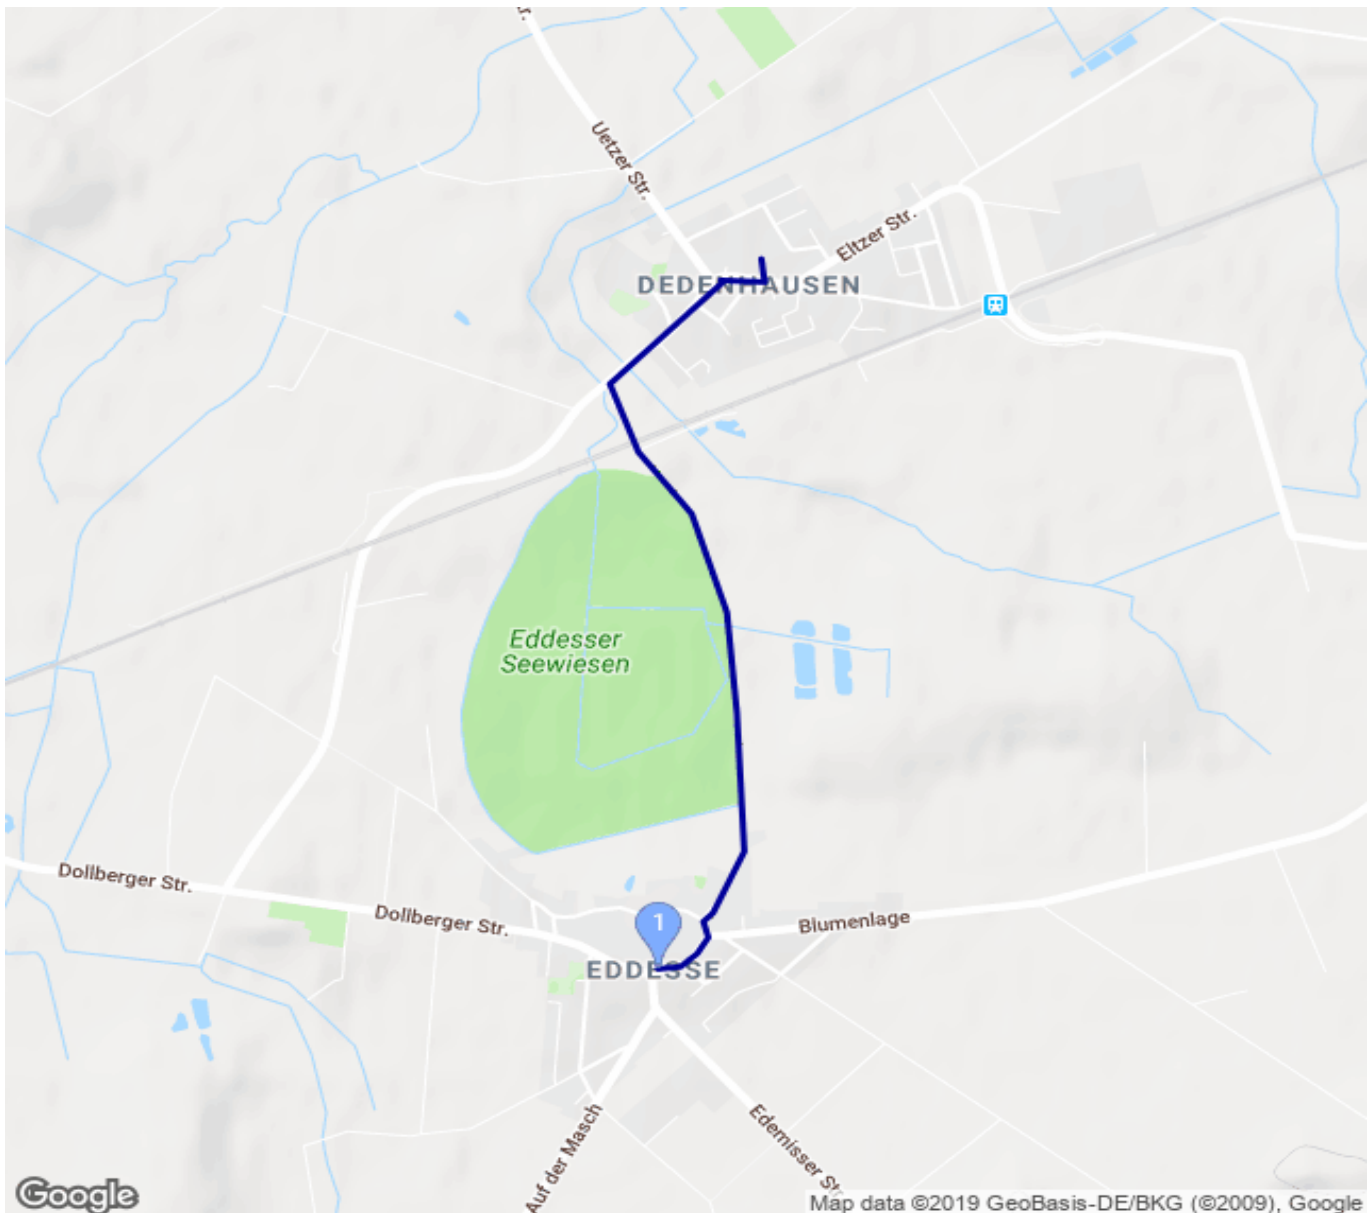 Uetzer Str.
Eltzer Str.
DEDENHAUSEN
Eddesser
Seewiesen
Dollberger Str.
Dollberger Str.
1
Blumenlage
EDDESSE
Auf der Masch
Edemisser Str.
Google
Map data ©2019 GeoBasis-DE/BKG (©2009), Google